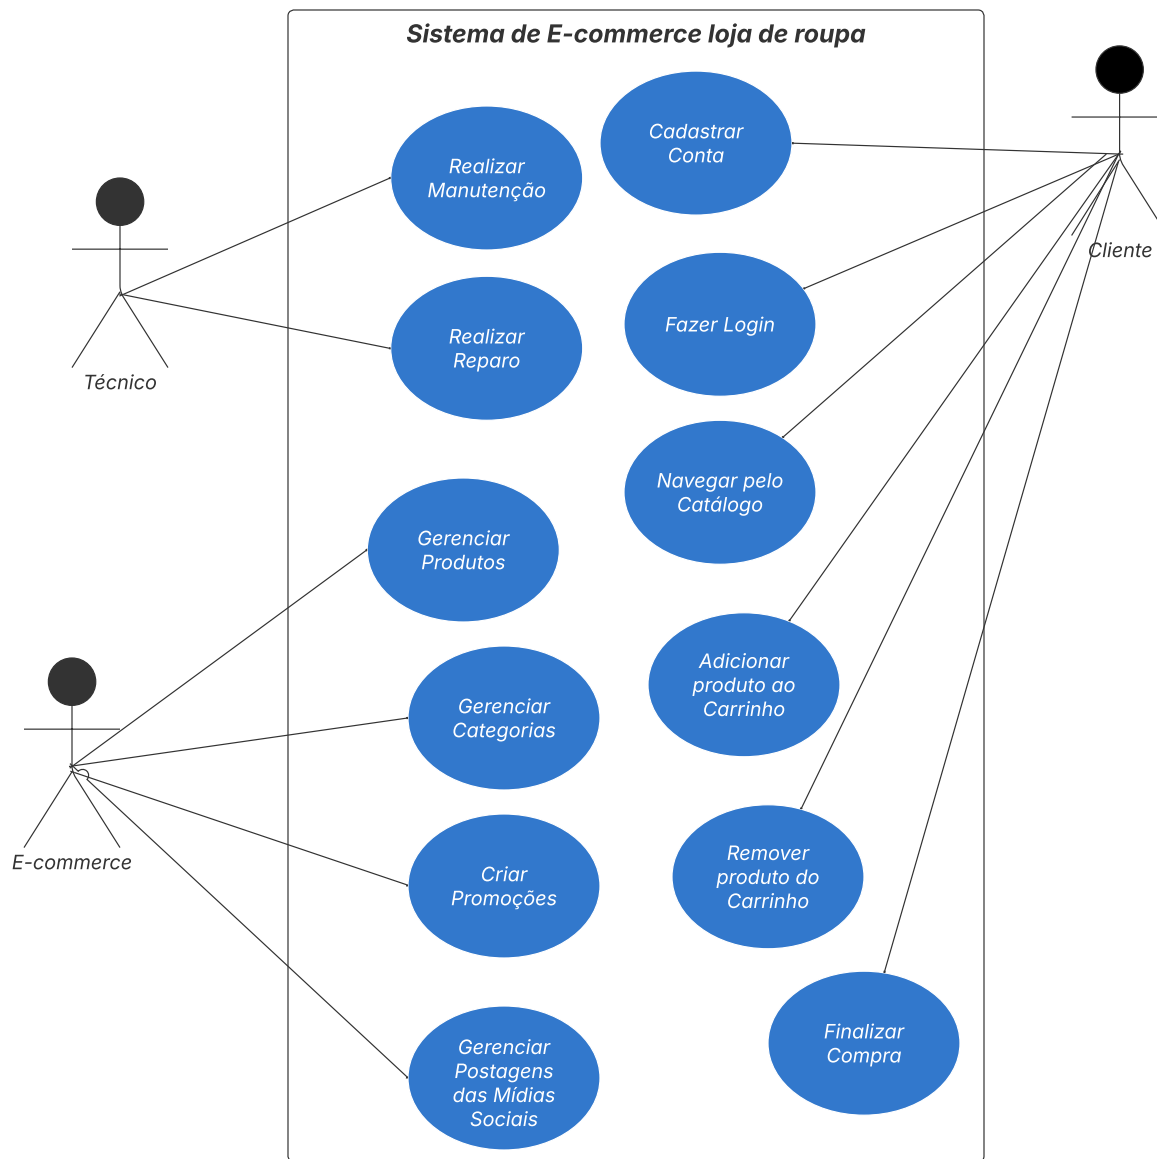 Sistema de E-commerce loja de roupa
Cadastrar
Conta
Realizar
Manutenção
Cliente
Fazer Login
Realizar
Reparo
Técnico
Navegar pelo
Catálogo
Gerenciar
Produtos
Adicionar
produto ao
Carrinho
Gerenciar
Categorias
E-commerce
Remover
produto do
Carrinho
Criar
Promoções
Finalizar
Compra
Gerenciar
Postagens
das Mídias
Sociais